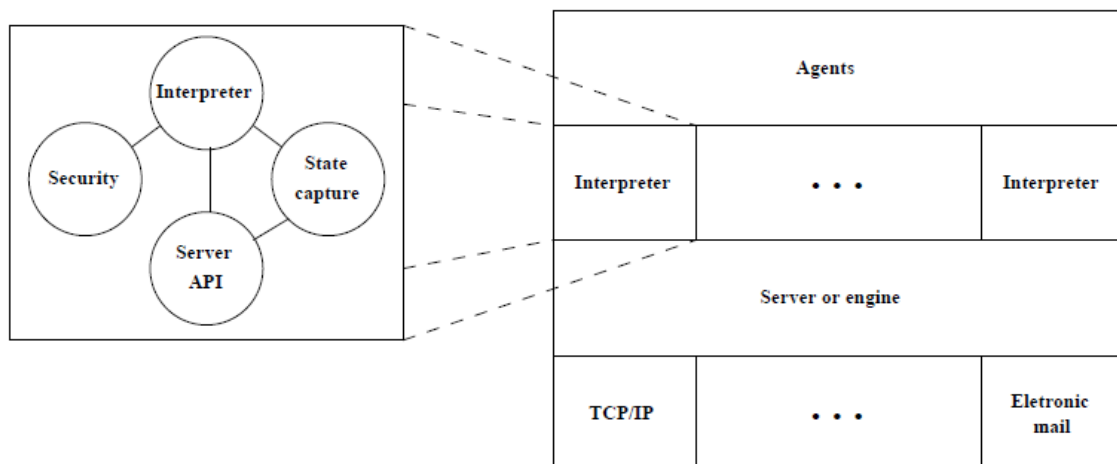 Interpreter
Security
State
capture
Server
API
Agents
Interpreter
• • •
Interpreter
Server or engine
TCP/IP
• • •
Eletronic
mail